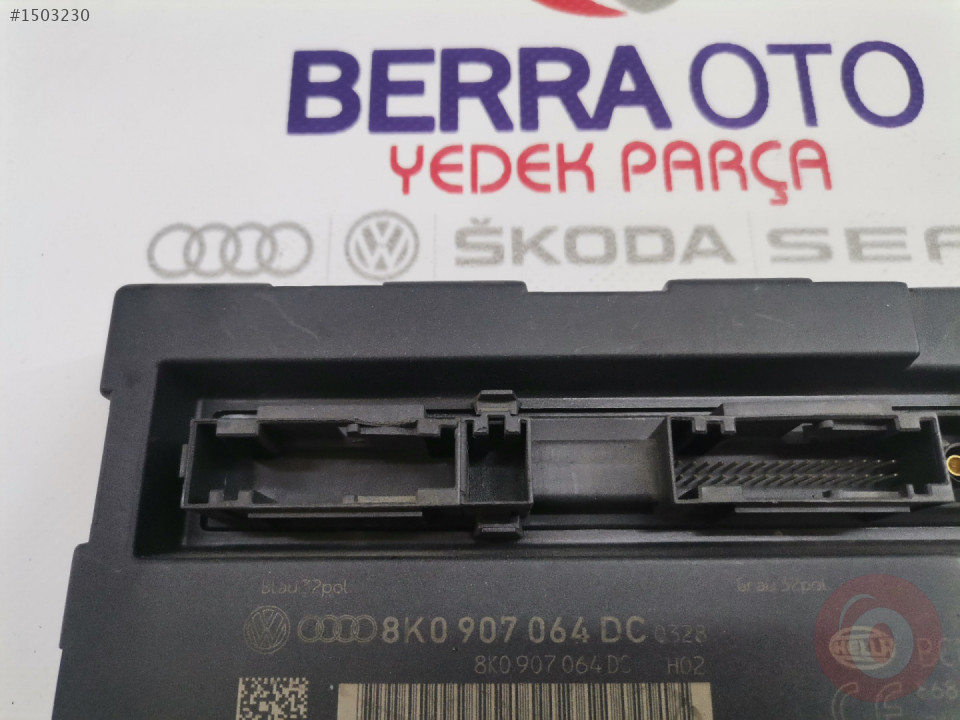 #1503230
BERRA OTO
YEDEK PARÇA
ŠKODA
Blau 32pol
Grau 32pol
8K0 907 064 DC 0328
8K0 907 064 DC H02
HELLA